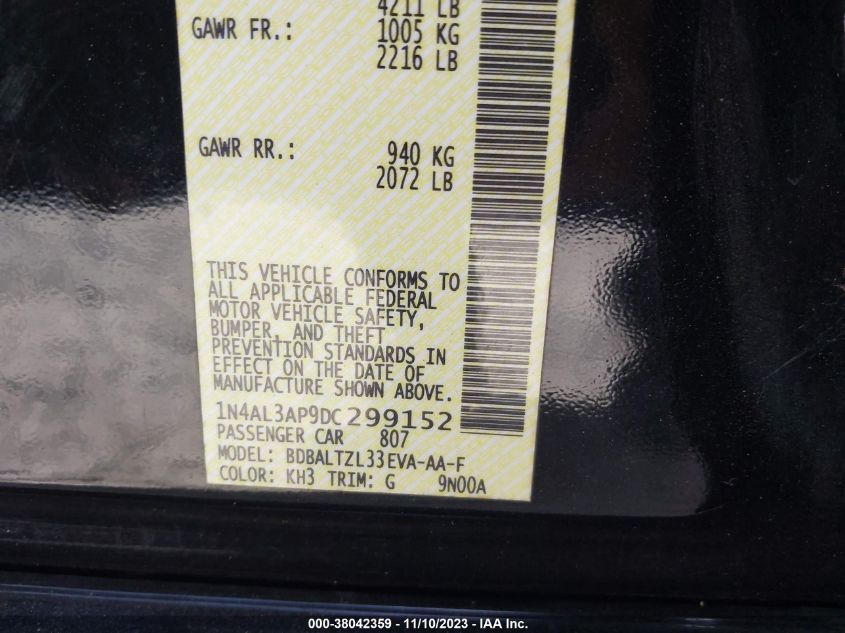 4211 LB
GAWR FR.: 1005 KG
2216 LB
GAWR RR.: 940 KG
2072 LB
THIS VEHICLE CONFORMS TO
ALL APPLICABLE FEDERAL
MOTOR VEHICLE SAFETY,
BUMPER, AND THEFT
PREVENTION STANDARDS IN
EFFECT ON THE DATE OF
MANUFACTURE SHOWN ABOVE.
1N4AL3AP9DC299152
PASSENGER CAR 807
MODEL: BDBALTZL33EVA-AA-F
COLOR: KH3 TRIM: G 9N00A
000-38042359 - 11/10/2023 - IAA Inc.